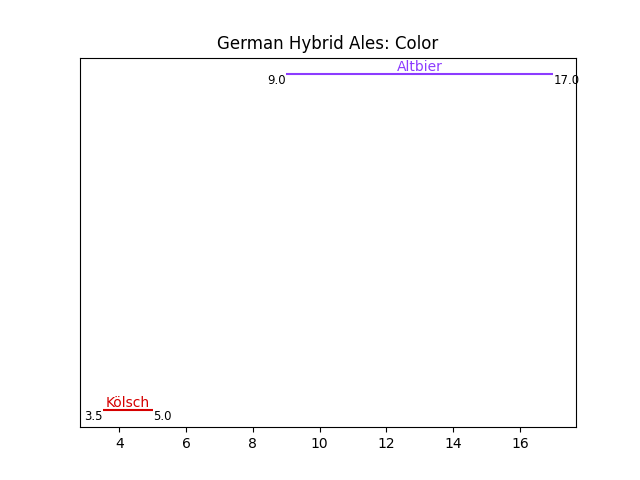 German Hybrid Ales: Color
Altbier
9.0 17.0
Kölsch
3.5 5.0
4 6 8 10 12 14 16